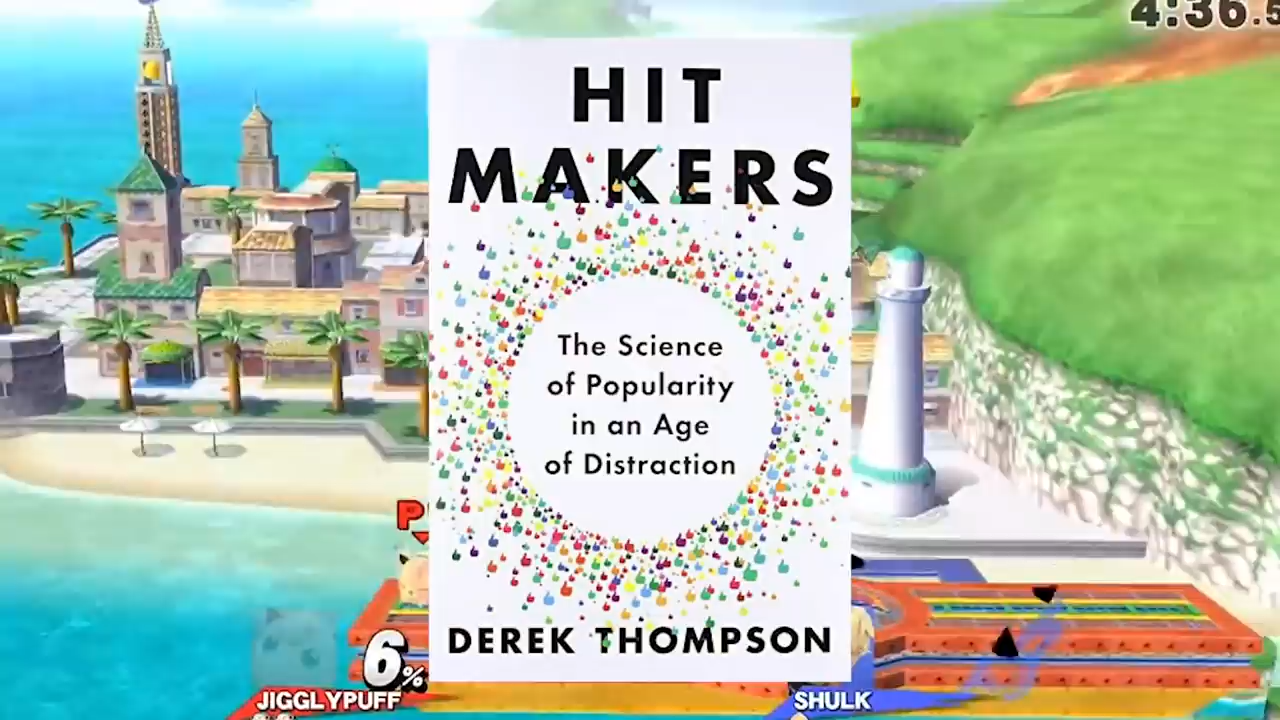 4:36.5
HIT
MAKERS
The Science
of Popularity
in an Age
of Distraction
DEREK THOMPSON
P
6%
JIGGLYPUFF
SHULK